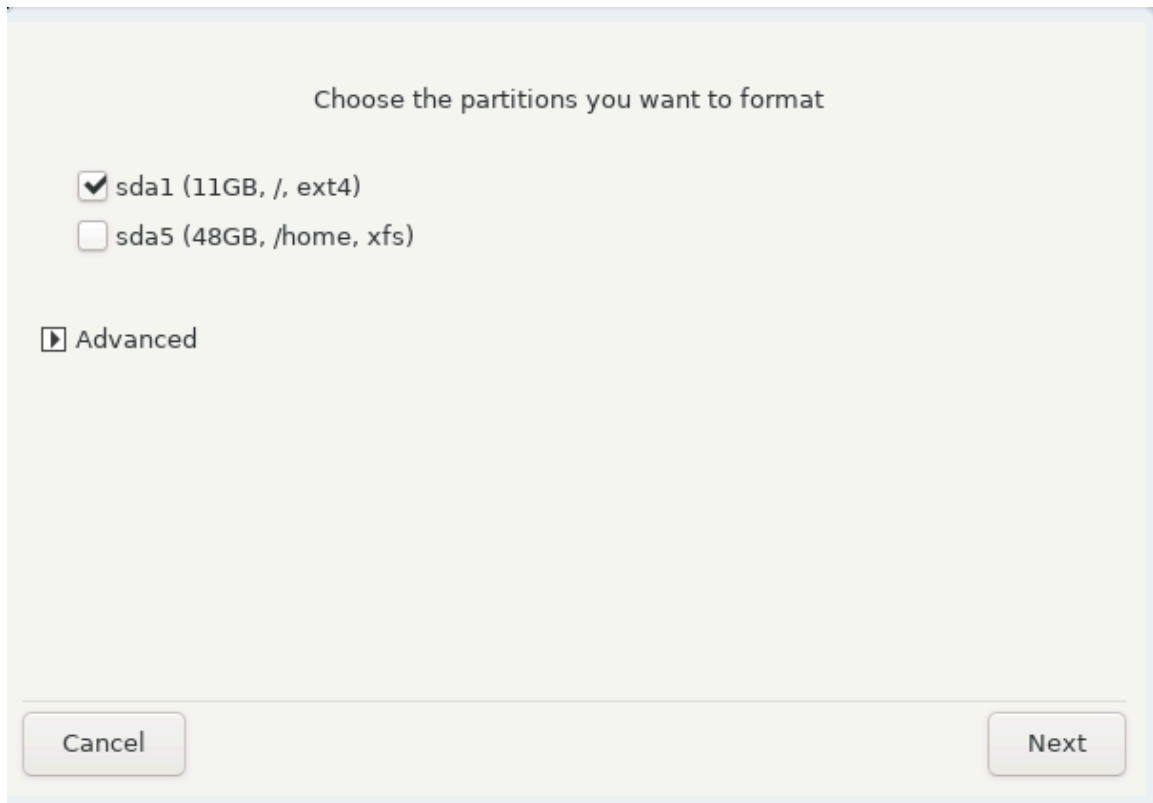 Choose the partitions you want to format
sda1 (11GB, /, ext4)
sda5 (48GB, /home, xfs)
Advanced
Cancel
Next